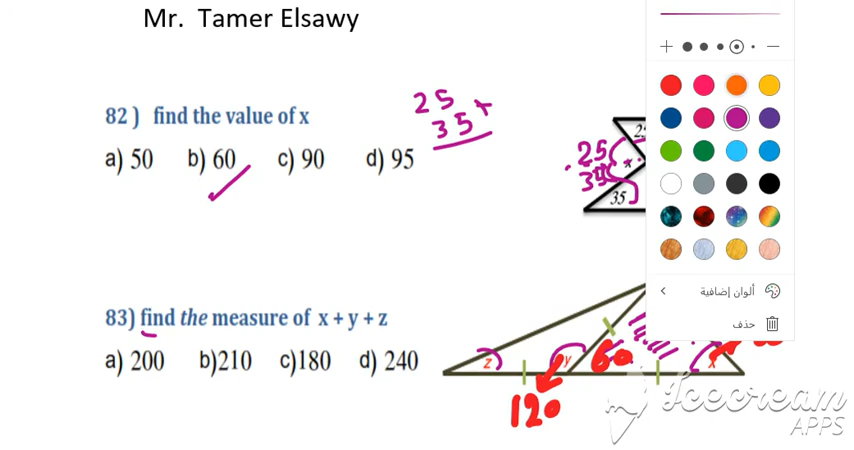 Mr. Tamer Elsawy
82 ) find the value of x
a) 50 b) 60 c) 90 d) 95
25
35 +
25
x
25
35
35
83) find the measure of x + y + z
a) 200 b)210 c)180 d) 240
z
y
60
x
120
ألوان إضافية
حذف
Icecream
APPS